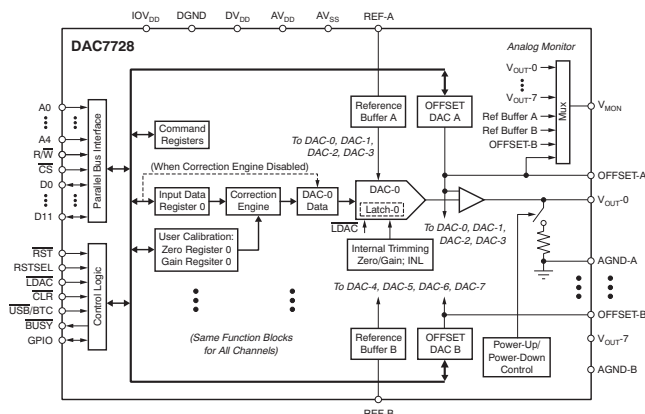 IOVDD DGND DVDD AVDD AVSS REF-A
DAC7728
Analog Monitor
VOUT-0
VOUT-7
Ref Buffer A
Ref Buffer B
OFFSET-B
Mux
VMON
A0
A4
R/W
CS
D0
D11
Parallel Bus Interface
Command
Registers
Reference
Buffer A
OFFSET
DAC A
To DAC-0, DAC-1,
DAC-2, DAC-3
(When Correction Engine Disabled)
OFFSET-A
Input Data
Register 0
Correction
Engine
DAC-0
Data
DAC-0
Latch-0
LDAC
VOUT-0
User Calibration:
Zero Register 0
Gain Regsiter 0
Internal Trimming
Zero/Gain; INL
To DAC-0, DAC-1,
DAC-2, DAC-3
RST
RSTSEL
LDAC
CLR
USB/BTC
BUSY
GPIO
Control Logic
AGND-A
To DAC-4, DAC-5, DAC-6, DAC-7
OFFSET-B
(Same Function Blocks
for All Channels)
Reference
Buffer B
OFFSET
DAC B
Power-Up/
Power-Down
Control
VOUT-7
AGND-B
REF-B